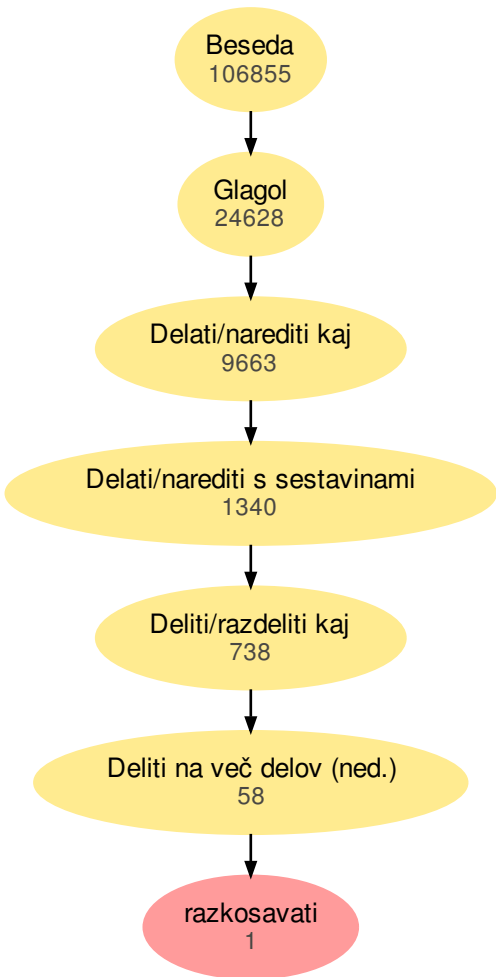 Beseda
106855
Glagol
24628
Delati/narediti kaj
9663
Delati/narediti s sestavinami
1340
Deliti/razdeliti kaj
738
Deliti na več delov (ned.)
58
razkosavati
1